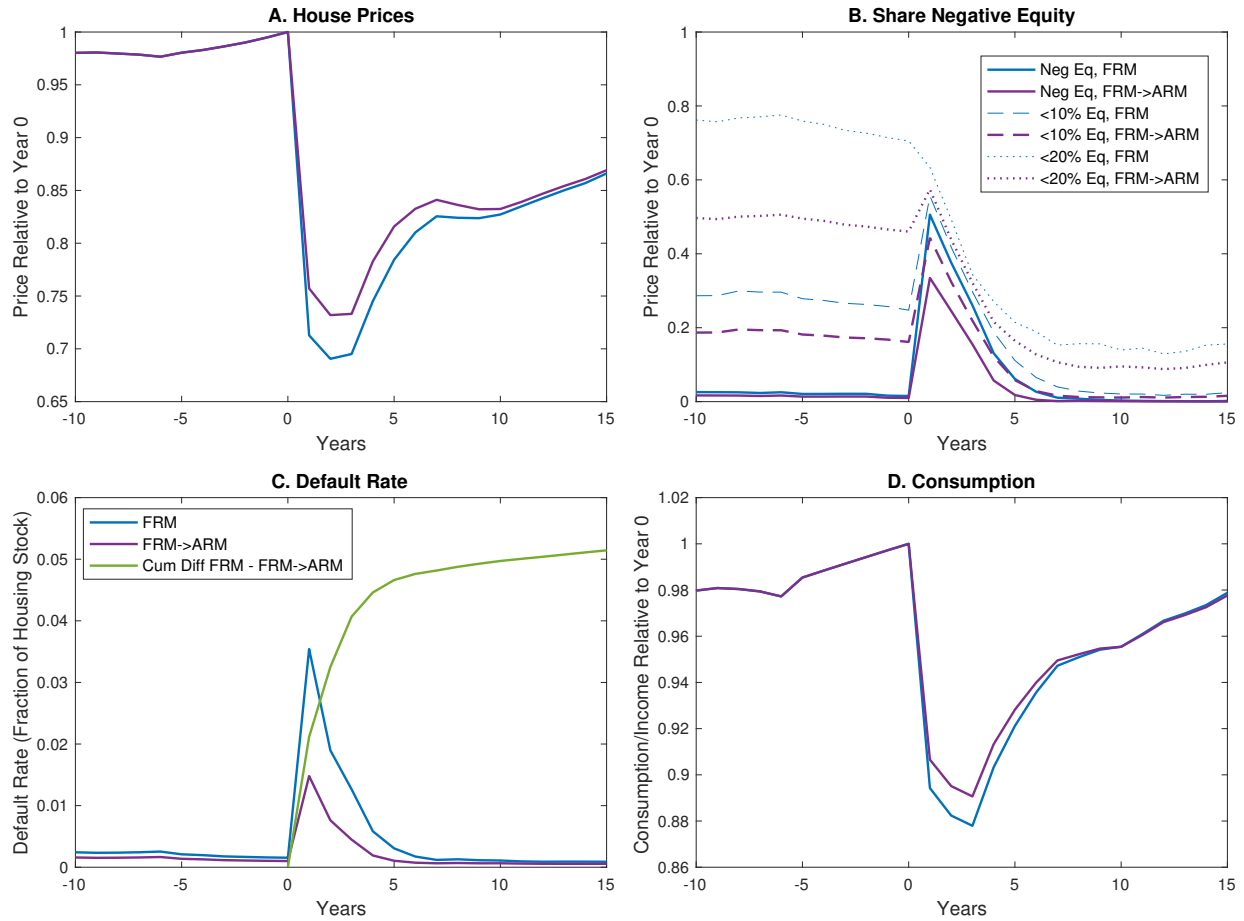 A. House Prices
Price Relative to Year 0
1
0.95
0.9
0.85
0.8
0.75
0.7
0.65
-10 -5 0 5 10 15
Years
B. Share Negative Equity
Price Relative to Year 0
1
0.8
0.6
0.4
0.2
0
Neg Eq, FRM
Neg Eq, FRM->ARM
<10% Eq, FRM
<10% Eq, FRM->ARM
<20% Eq, FRM
<20% Eq, FRM->ARM
-10 -5 0 5 10 15
Years
C. Default Rate
Default Rate (Fraction of Housing Stock)
0.06
0.05
0.04
0.03
0.02
0.01
0
FRM
FRM->ARM
Cum Diff FRM - FRM->ARM
-10 -5 0 5 10 15
Years
D. Consumption
Consumption/Income Relative to Year 0
1.02
1
0.98
0.96
0.94
0.92
0.9
0.88
0.86
-10 -5 0 5 10 15
Years